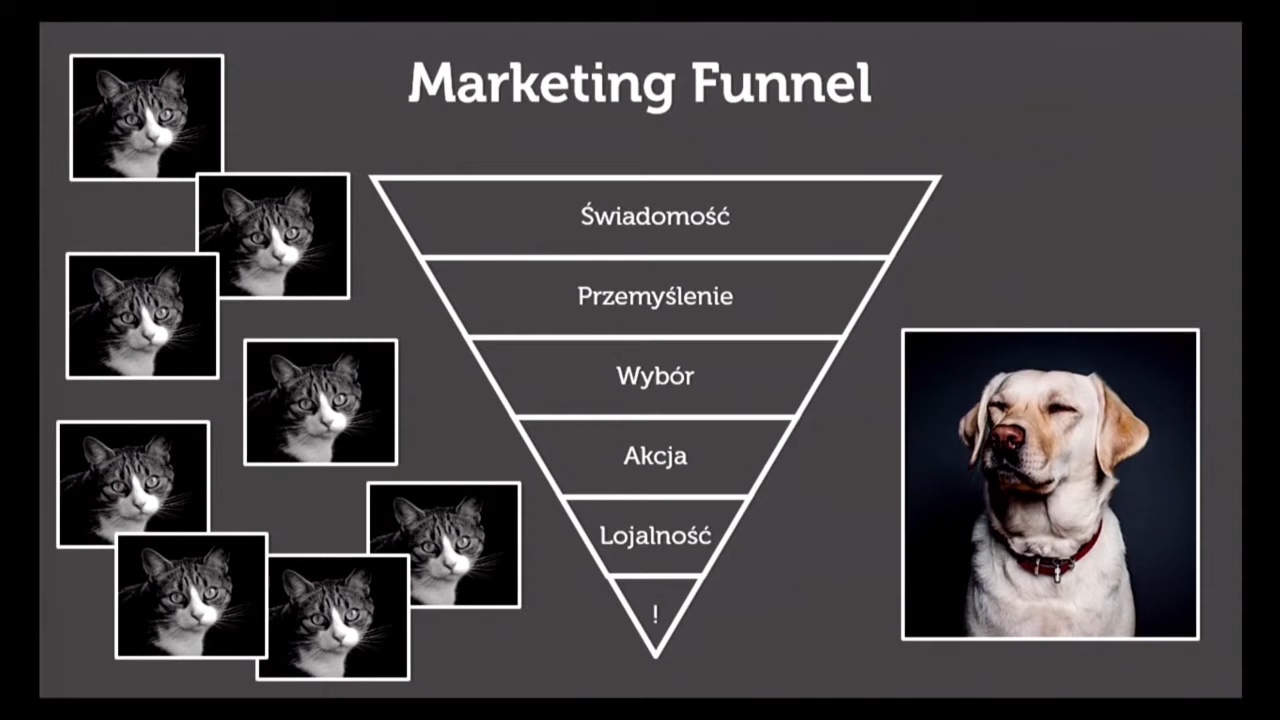 Marketing Funnel
Świadomość
Przemyślenie
Wybór
Akcja
Lojalność
!